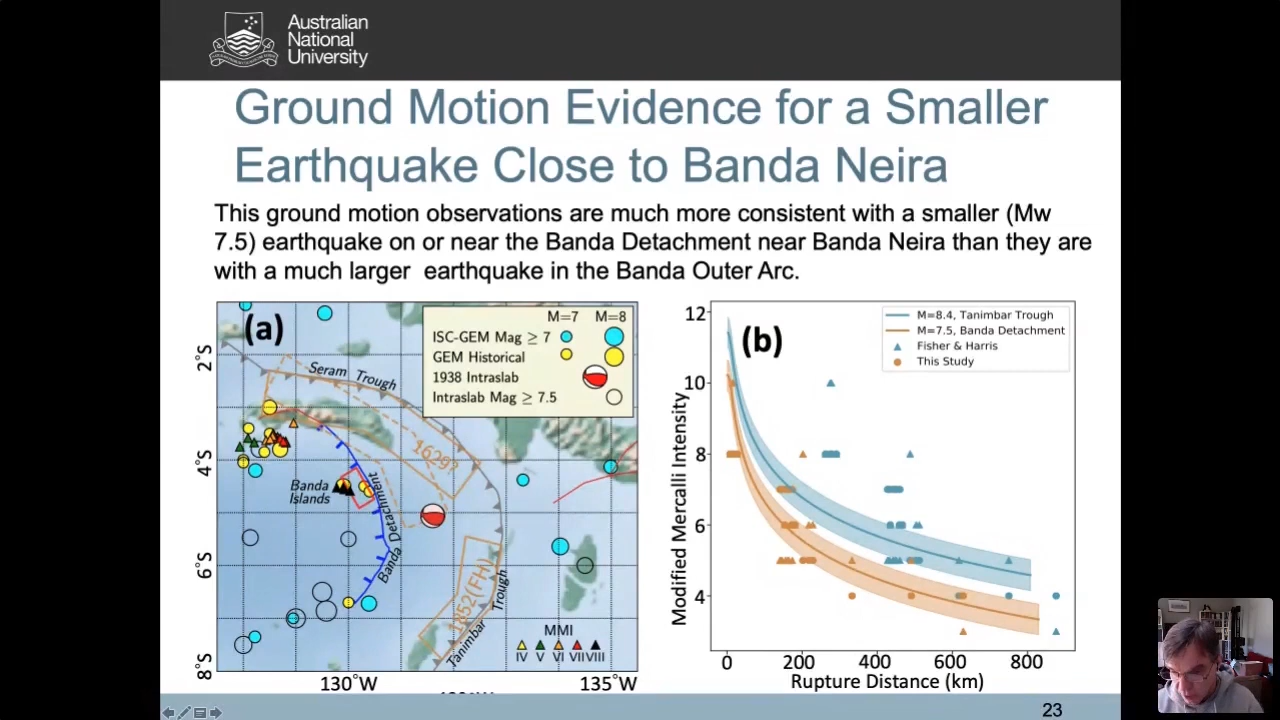 Australian
National
University
Ground Motion Evidence for a Smaller
Earthquake Close to Banda Neira
This ground motion observations are much more consistent with a smaller (Mw
7.5) earthquake on or near the Banda Detachment near Banda Neira than they are
with a much larger earthquake in the Banda Outer Arc.
(a)
M=7 M=8
ISC-GEM Mag ≥ 7
GEM Historical
1938 Intraslab
Intraslab Mag ≥ 7.5
Seram Trough
1629?
Banda
Islands
Banda Detachment
1852(FH)
Tanimbar Trough
MMI
IV V VI VII VIII
2°S
4°S
6°S
8°S
130°W 135°W
(b)
M=8.4, Tanimbar Trough
M=7.5, Banda Detachment
Fisher & Harris
This Study
Modified Mercalli Intensity
12
10
8
6
4
0 200 400 600 800
Rupture Distance (km)
23